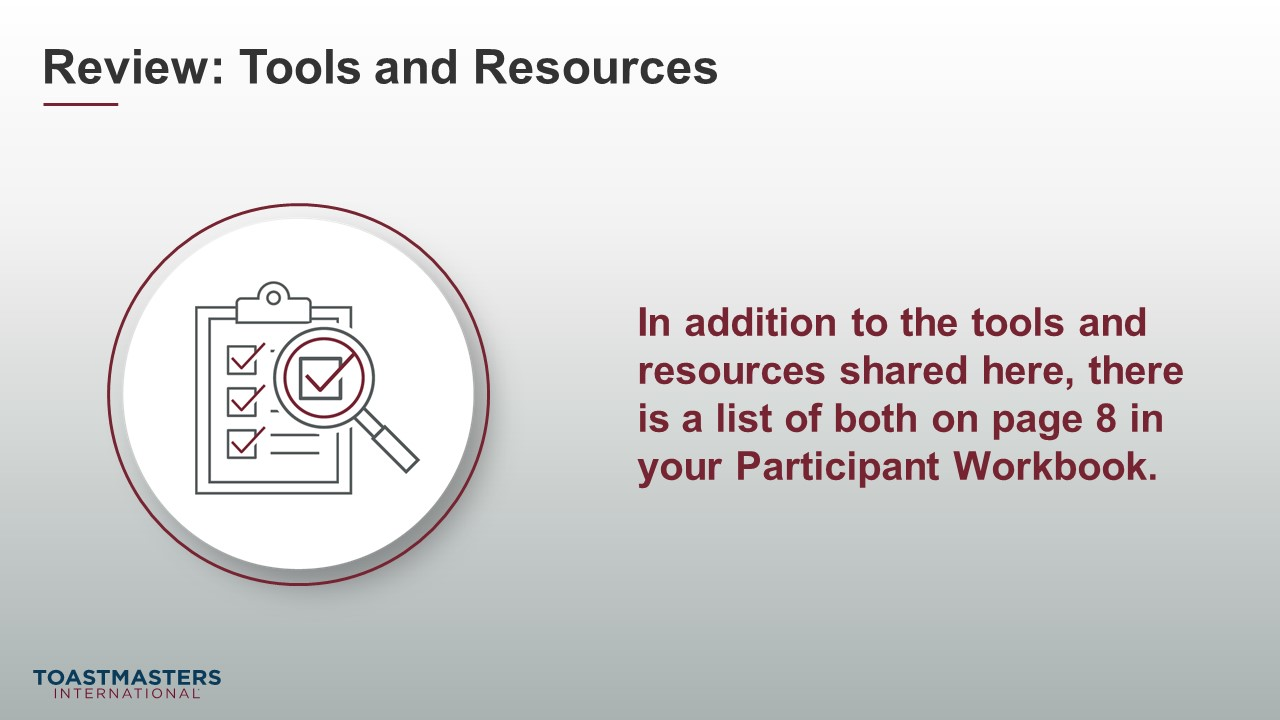 Review: Tools and Resources
In addition to the tools and
resources shared here, there
is a list of both on page 8 in
your Participant Workbook.
TOASTMASTERS
INTERNATIONAL